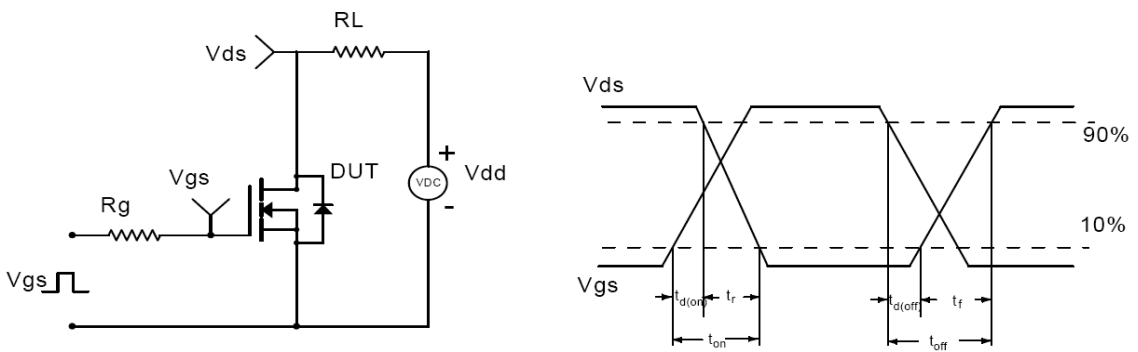 RL
Vds
Vgs
DUT
VDC
+
-
Vdd
Rg
Vgs
Vds
90%
10%
Vgs
td(on)
tr
td(off)
tf
ton
toff